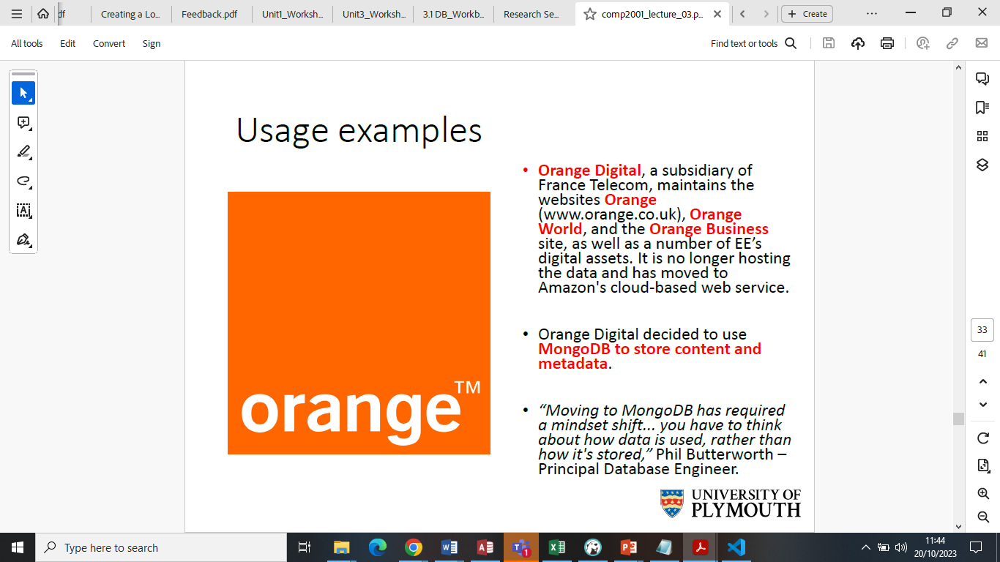 df
Creating a Lo...
Feedback.pdf
Unit1_Worksh...
Unit3_Worksh...
3.1 DB_Workb...
Research Se...
comp2001_lecture_03.p...
Create
All tools
Edit
Convert
Sign
Find text or tools
Usage examples
orange™
• Orange Digital, a subsidiary of
France Telecom, maintains the
websites Orange
(www.orange.co.uk), Orange
World, and the Orange Business
site, as well as a number of EE’s
digital assets. It is no longer hosting
the data and has moved to
Amazon's cloud-based web service.
• Orange Digital decided to use
MongoDB to store content and
metadata.
• “Moving to MongoDB has required
a mindset shift... you have to think
about how data is used, rather than
how it's stored,” Phil Butterworth –
Principal Database Engineer.
UNIVERSITY OF
PLYMOUTH
33
41
Type here to search
1
11:44
20/10/2023